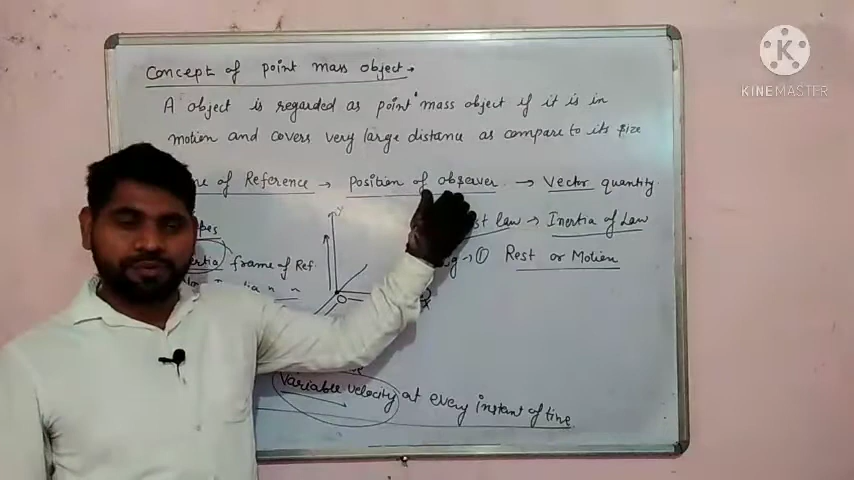 Concept of point mass object →
A object is regarded as point mass object if it is in
motion and covers very large distance as compare to its size
of Reference → Position of observer → Vector quantity.
law → Inertia of Law
frame of Ref.
→ ① Rest or Motion
Variable velocity at every instant of time
K
KINEMASTER